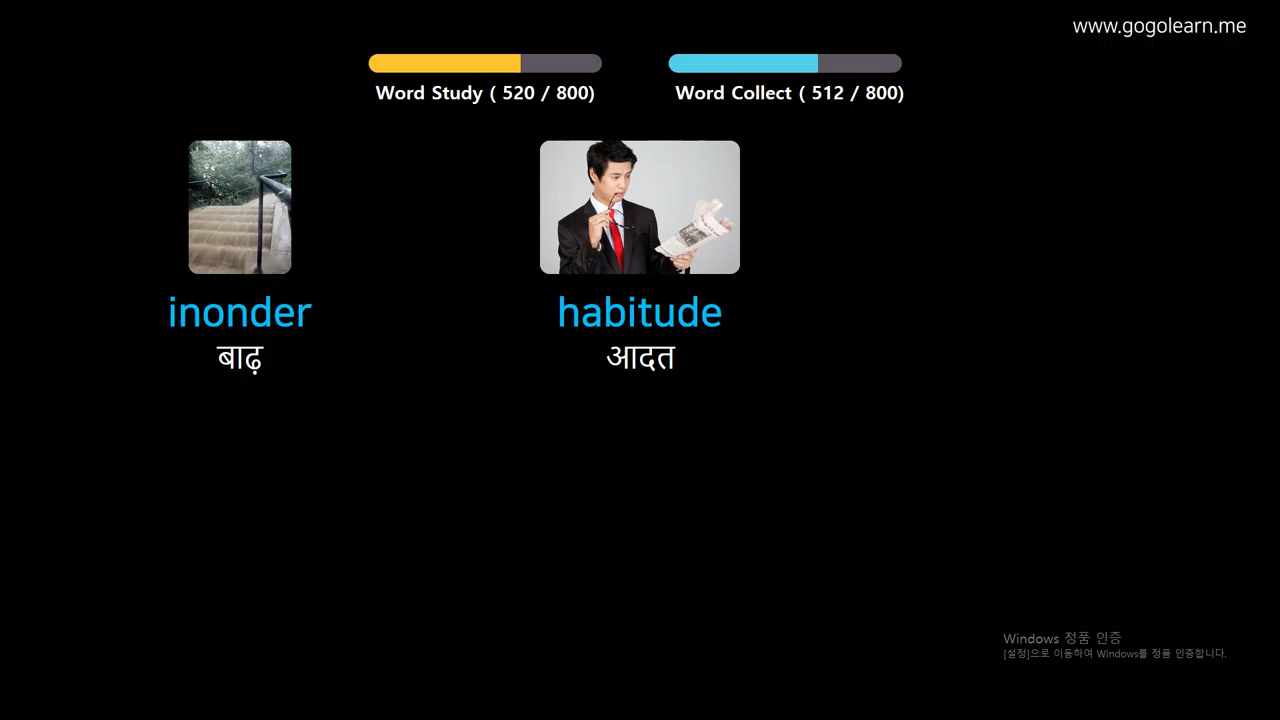 www.gogolearn.me
Word Study ( 520 / 800)
Word Collect ( 512 / 800)
inonder
habitude
बाढ़
आदत
Windows 정품 인증
[설정]으로 이동하여 Windows를 정품 인증합니다.